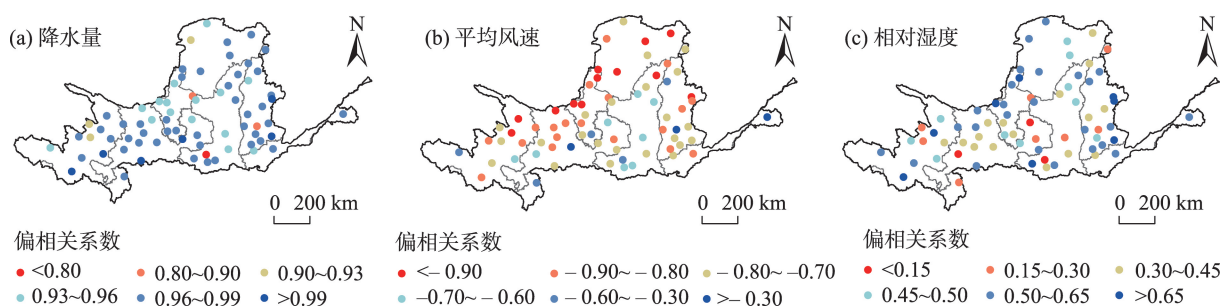 (a) 降水量
N
0 200 km
偏相关系数
<0.80
0.80~0.90
0.90~0.93
0.93~0.96
0.96~0.99
>0.99
(b) 平均风速
N
0 200 km
偏相关系数
<－0.90
－0.90~－0.80
－0.80~－0.70
－0.70~－0.60
－0.60~－0.30
>－0.30
(c) 相对湿度
N
0 200 km
偏相关系数
<0.15
0.15~0.30
0.30~0.45
0.45~0.50
0.50~0.65
>0.65